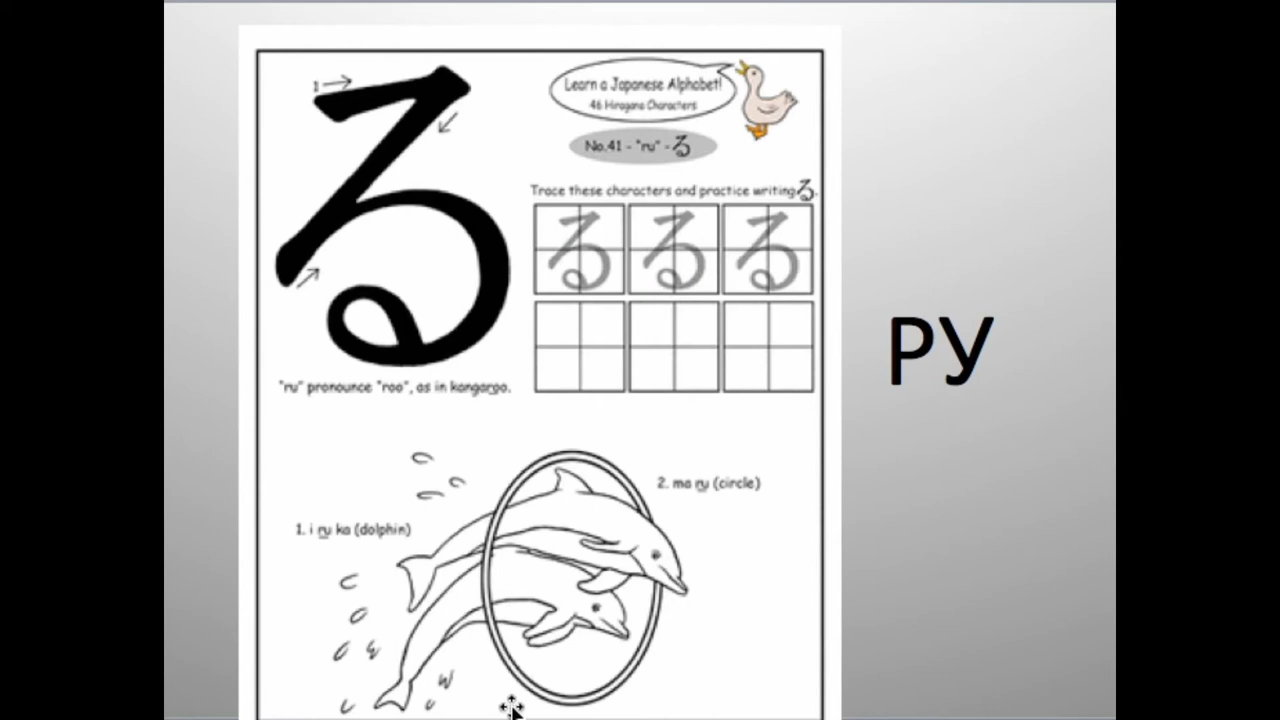 る
1
Learn a Japanese Alphabet!
46 Hiragana Characters
No.41 - "ru" - る
Trace these characters and practice writing る.
る る る
"ru" pronounce "roo", as in kangaroo.
РУ
2. ma ru (circle)
1. i ru ka (dolphin)